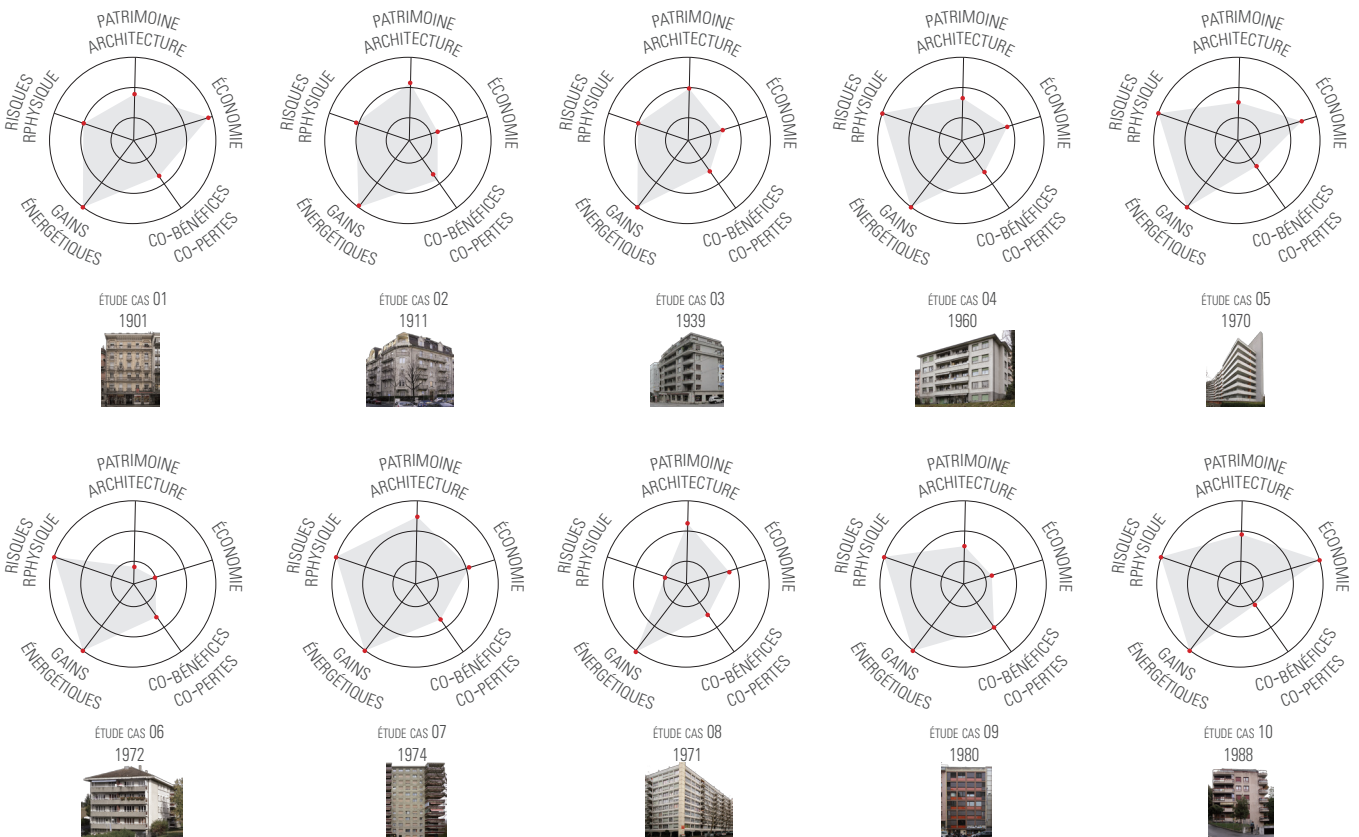 PATRIMOINE
ARCHITECTURE
ÉCONOMIE
CO-BÉNÉFICES
CO-PERTES
GAINS
ÉNERGÉTIQUES
RISQUES
RPHYSIQUE
ÉTUDE CAS 01
1901
PATRIMOINE
ARCHITECTURE
ÉCONOMIE
CO-BÉNÉFICES
CO-PERTES
GAINS
ÉNERGÉTIQUES
RISQUES
RPHYSIQUE
ÉTUDE CAS 02
1911
PATRIMOINE
ARCHITECTURE
ÉCONOMIE
CO-BÉNÉFICES
CO-PERTES
GAINS
ÉNERGÉTIQUES
RISQUES
RPHYSIQUE
ÉTUDE CAS 03
1939
PATRIMOINE
ARCHITECTURE
ÉCONOMIE
CO-BÉNÉFICES
CO-PERTES
GAINS
ÉNERGÉTIQUES
RISQUES
RPHYSIQUE
ÉTUDE CAS 04
1960
PATRIMOINE
ARCHITECTURE
ÉCONOMIE
CO-BÉNÉFICES
CO-PERTES
GAINS
ÉNERGÉTIQUES
RISQUES
RPHYSIQUE
ÉTUDE CAS 05
1970
PATRIMOINE
ARCHITECTURE
ÉCONOMIE
CO-BÉNÉFICES
CO-PERTES
GAINS
ÉNERGÉTIQUES
RISQUES
RPHYSIQUE
ÉTUDE CAS 06
1972
PATRIMOINE
ARCHITECTURE
ÉCONOMIE
CO-BÉNÉFICES
CO-PERTES
GAINS
ÉNERGÉTIQUES
RISQUES
RPHYSIQUE
ÉTUDE CAS 07
1974
PATRIMOINE
ARCHITECTURE
ÉCONOMIE
CO-BÉNÉFICES
CO-PERTES
GAINS
ÉNERGÉTIQUES
RISQUES
RPHYSIQUE
ÉTUDE CAS 08
1971
PATRIMOINE
ARCHITECTURE
ÉCONOMIE
CO-BÉNÉFICES
CO-PERTES
GAINS
ÉNERGÉTIQUES
RISQUES
RPHYSIQUE
ÉTUDE CAS 09
1980
PATRIMOINE
ARCHITECTURE
ÉCONOMIE
CO-BÉNÉFICES
CO-PERTES
GAINS
ÉNERGÉTIQUES
RISQUES
RPHYSIQUE
ÉTUDE CAS 10
1988